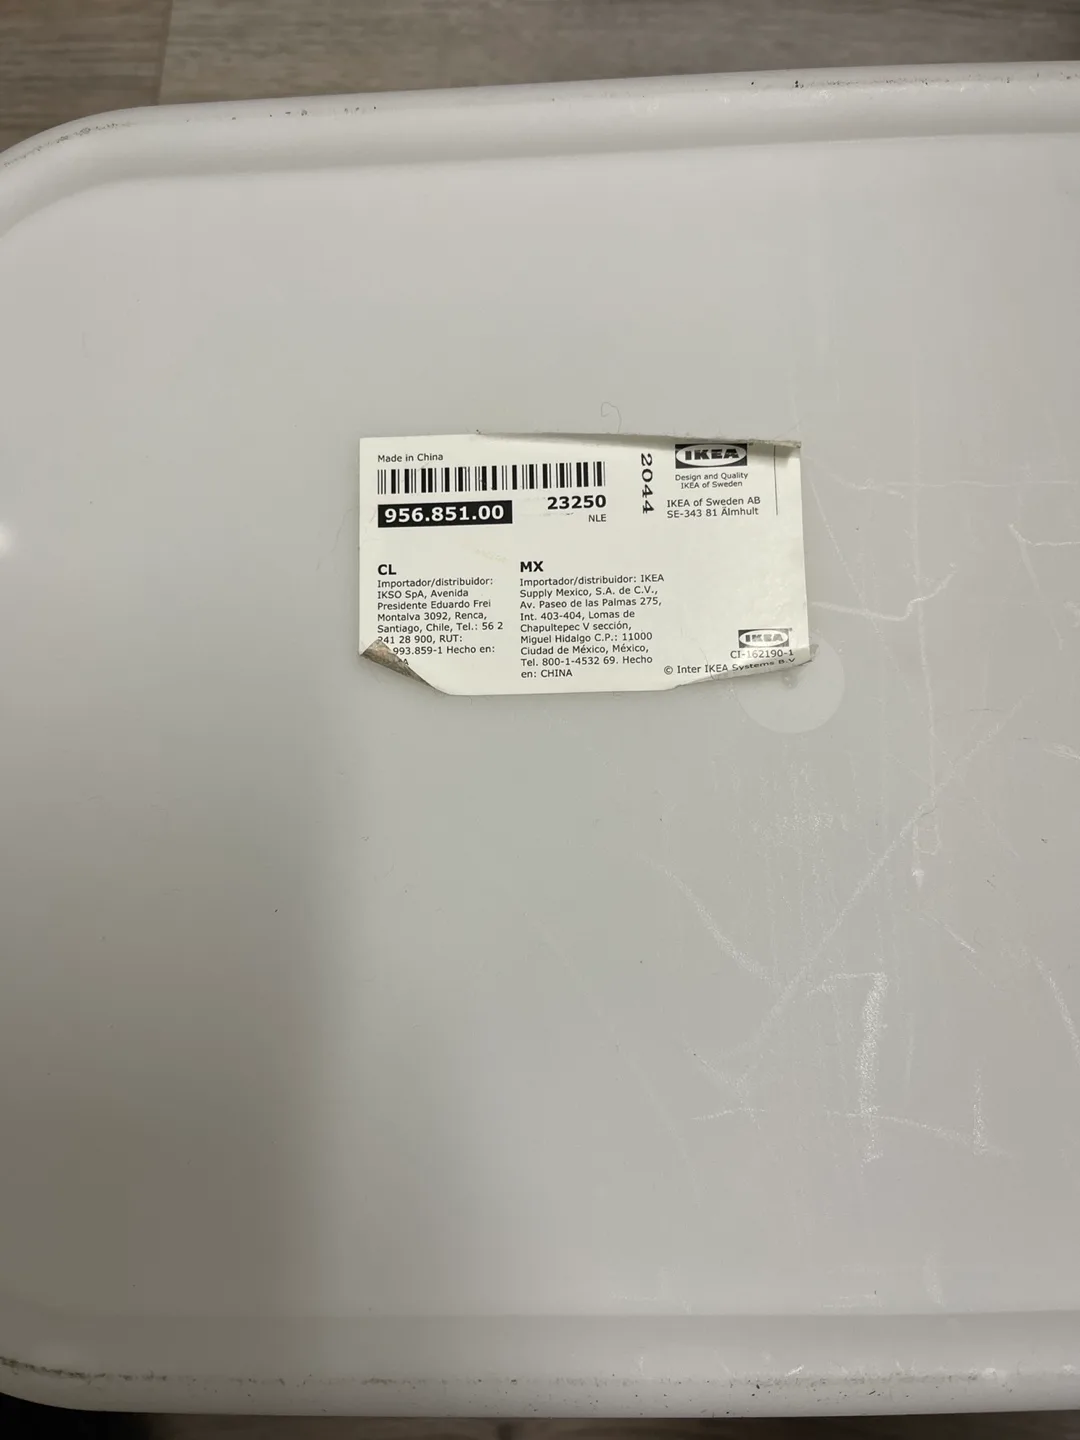 Made in China
956.851.00
23250
NLE
2044
IKEA
Design and Quality
IKEA of Sweden
IKEA of Sweden AB
SE-343 81 Älmhult
CL
Importador/distribuidor:
IKSO SpA, Avenida
Presidente Eduardo Frei
Montalva 3092, Renca,
Santiago, Chile, Tel.: 56 2
241 28 900, RUT:
993.859-1 Hecho en:
MX
Importador/distribuidor: IKEA
Supply Mexico, S.A. de C.V.,
Av. Paseo de las Palmas 275,
Int. 403-404, Lomas de
Chapultepec V sección,
Miguel Hidalgo C.P.: 11000
Ciudad de México, México,
Tel. 800-1-4532 69. Hecho
en: CHINA
IKEA
CI-162190-1
© Inter IKEA Systems B.V